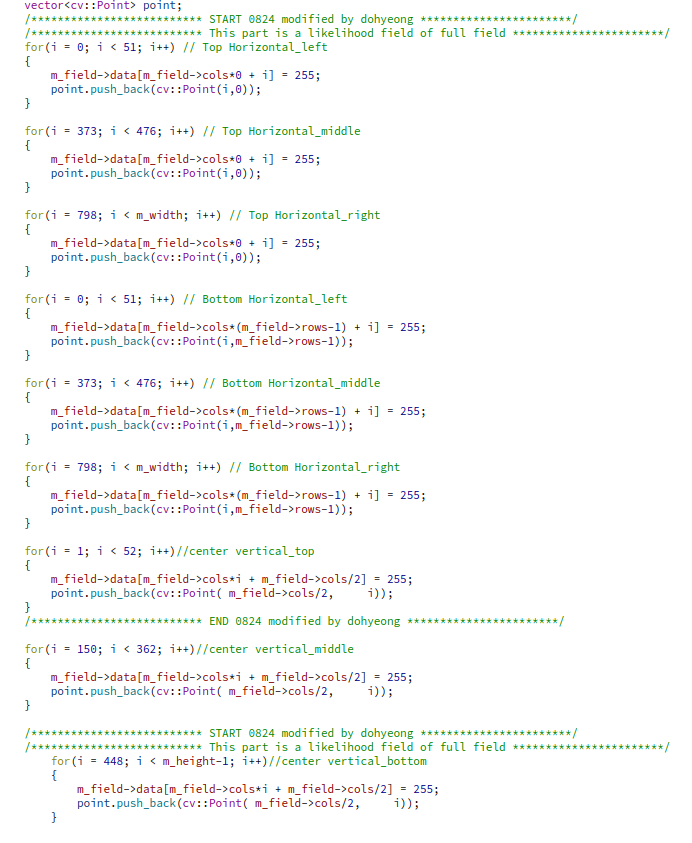 vector<cv::Point> point;
/************************** START 0824 modified by dohyeong ***********************/
/************************** This part is a likelihood field of full field ***********************/
for(i = 0; i < 51; i++) // Top Horizontal_left
{
    m_field->data[m_field->cols*0 + i] = 255;
    point.push_back(cv::Point(i,0));
}

for(i = 373; i < 476; i++) // Top Horizontal_middle
{
    m_field->data[m_field->cols*0 + i] = 255;
    point.push_back(cv::Point(i,0));
}

for(i = 798; i < m_width; i++) // Top Horizontal_right
{
    m_field->data[m_field->cols*0 + i] = 255;
    point.push_back(cv::Point(i,0));
}

for(i = 0; i < 51; i++) // Bottom Horizontal_left
{
    m_field->data[m_field->cols*(m_field->rows-1) + i] = 255;
    point.push_back(cv::Point(i,m_field->rows-1));
}

for(i = 373; i < 476; i++) // Bottom Horizontal_middle
{
    m_field->data[m_field->cols*(m_field->rows-1) + i] = 255;
    point.push_back(cv::Point(i,m_field->rows-1));
}

for(i = 798; i < m_width; i++) // Bottom Horizontal_right
{
    m_field->data[m_field->cols*(m_field->rows-1) + i] = 255;
    point.push_back(cv::Point(i,m_field->rows-1));
}

for(i = 1; i < 52; i++)//center vertical_top
{
    m_field->data[m_field->cols*i + m_field->cols/2] = 255;
    point.push_back(cv::Point( m_field->cols/2,     i));
}
/************************** END 0824 modified by dohyeong ***********************/

for(i = 150; i < 362; i++)//center vertical_middle
{
    m_field->data[m_field->cols*i + m_field->cols/2] = 255;
    point.push_back(cv::Point( m_field->cols/2,     i));
}

/************************** START 0824 modified by dohyeong ***********************/
/************************** This part is a likelihood field of full field ***********************/
    for(i = 448; i < m_height-1; i++)//center vertical_bottom
    {
        m_field->data[m_field->cols*i + m_field->cols/2] = 255;
        point.push_back(cv::Point( m_field->cols/2,     i));
    }